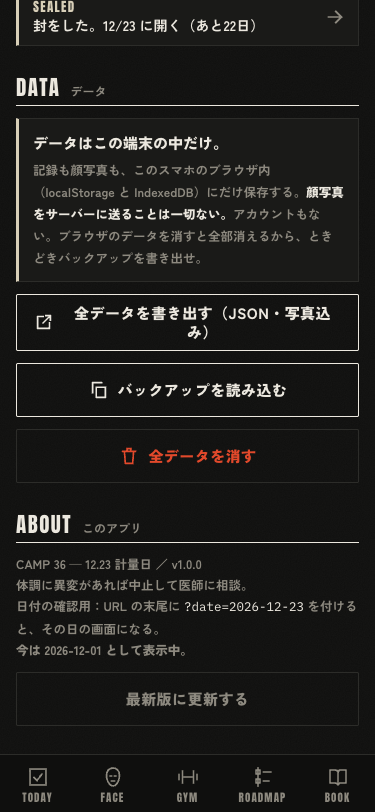 SEALED
封をした。12/23 に開く（あと22日）
DATA データ
データはこの端末の中だけ。
記録も顔写真も、このスマホのブラウザ内
（localStorage と IndexedDB）にだけ保存する。顔写真
をサーバーに送ることは一切ない。アカウントもな
い。ブラウザのデータを消すと全部消えるから、とき
どきバックアップを書き出せ。
全データを書き出す（JSON・写真込
み）
バックアップを読み込む
全データを消す
ABOUT このアプリ
CAMP 36 — 12.23 計量日 ／ v1.0.0
体調に異変があれば中止して医師に相談。
日付の確認用：URL の末尾に ?date=2026-12-23 を付ける
と、その日の画面になる。
今は 2026-12-01 として表示中。
最新版に更新する
TODAY FACE GYM ROADMAP BOOK